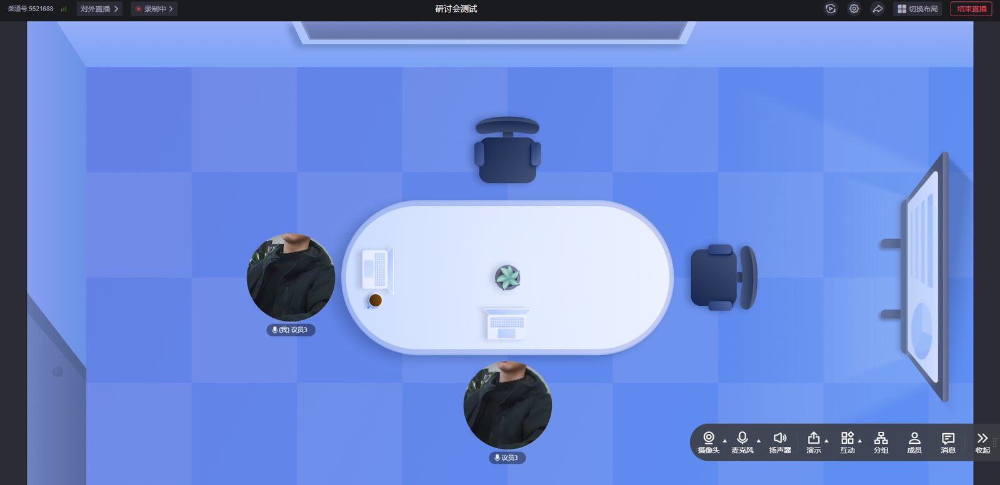 频道号:5521688
对外直播
录制中
研讨会测试
切换布局
结束直播
(我) 议员3
议员3
摄像头
麦克风
扬声器
演示
互动
分组
成员
消息
收起